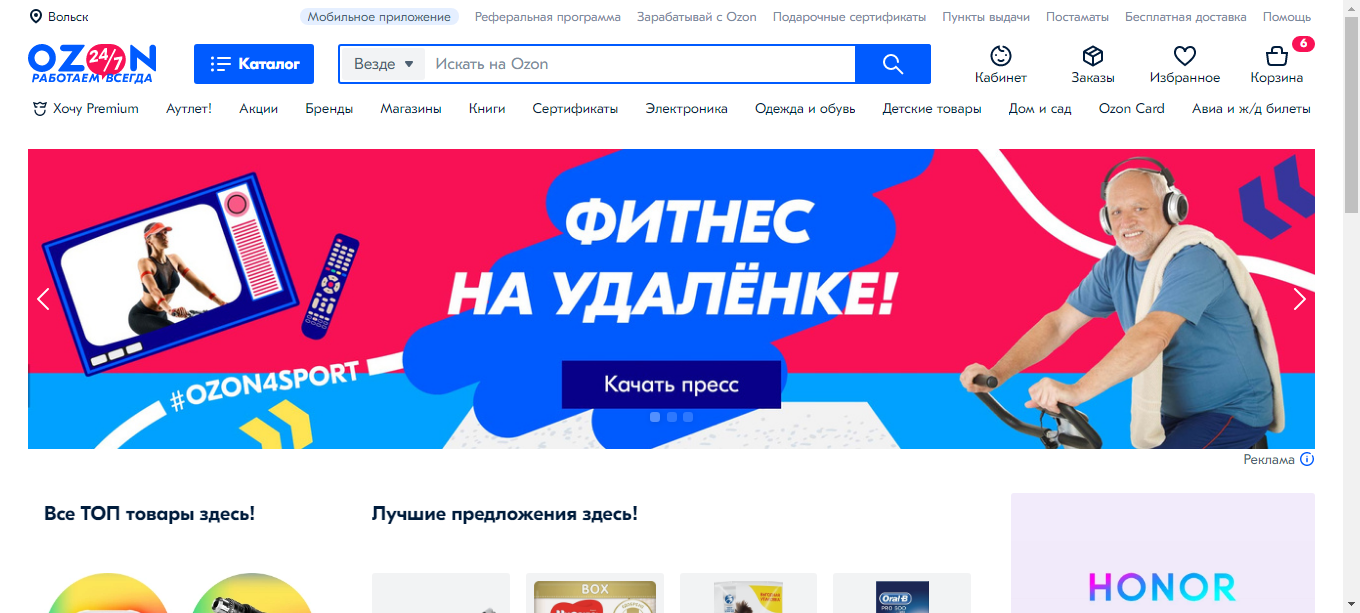 Вольск
Мобильное приложение
Реферальная программа
Зарабатывай с Ozon
Подарочные сертификаты
Пункты выдачи
Постаматы
Бесплатная доставка
Помощь
OZON
24/7
РАБОТАЕМ ВСЕГДА
Каталог
Везде
Искать на Ozon
Кабинет
Заказы
Избранное
6
Корзина
Хочу Premium
Аутлет!
Акции
Бренды
Магазины
Книги
Сертификаты
Электроника
Одежда и обувь
Детские товары
Дом и сад
Ozon Card
Авиа и ж/д билеты
ФИТНЕС
НА УДАЛЁНКЕ!
#OZON4SPORT
Качать пресс
Реклама
Все ТОП товары здесь!
Лучшие предложения здесь!
BOX
Oral-B
PRO 500
HONOR